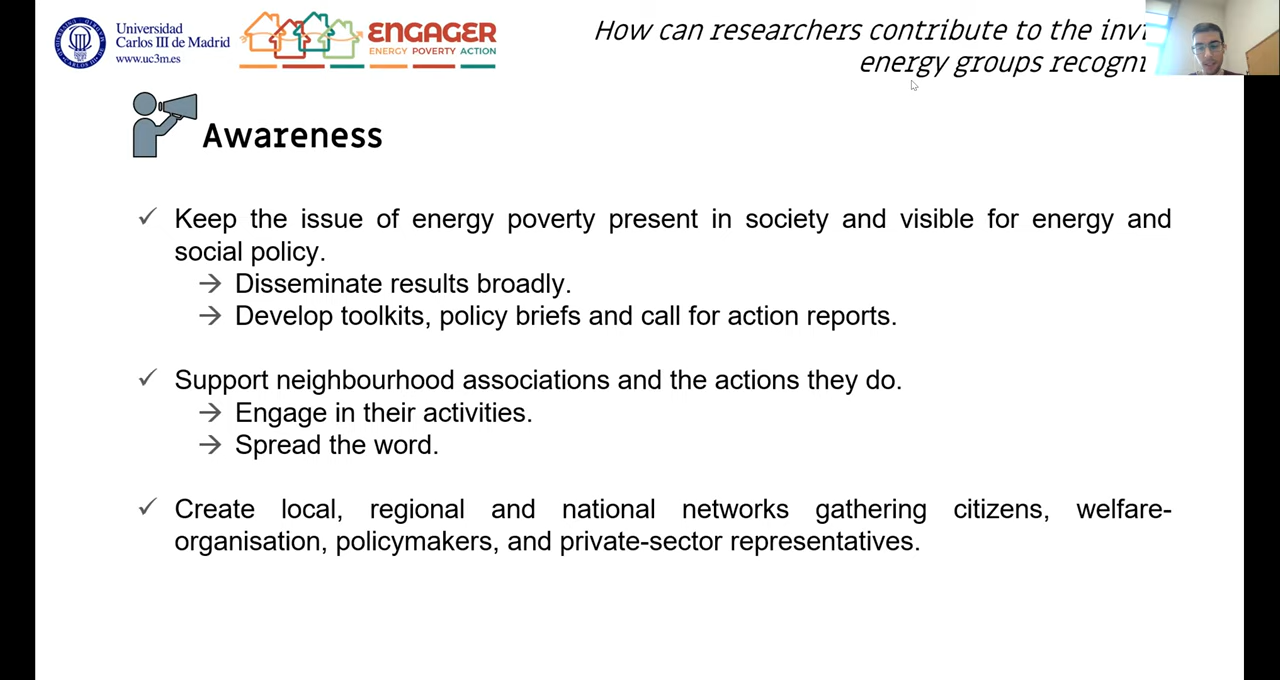 Universidad
Carlos III de Madrid
www.uc3m.es
ENGAGER
ENERGY POVERTY ACTION
How can researchers contribute to the
energy groups
Awareness
✓ Keep the issue of energy poverty present in society and visible for energy and
social policy.
→ Disseminate results broadly.
→ Develop toolkits, policy briefs and call for action reports.
✓ Support neighbourhood associations and the actions they do.
→ Engage in their activities.
→ Spread the word.
✓ Create local, regional and national networks gathering citizens, welfare-
organisation, policymakers, and private-sector representatives.